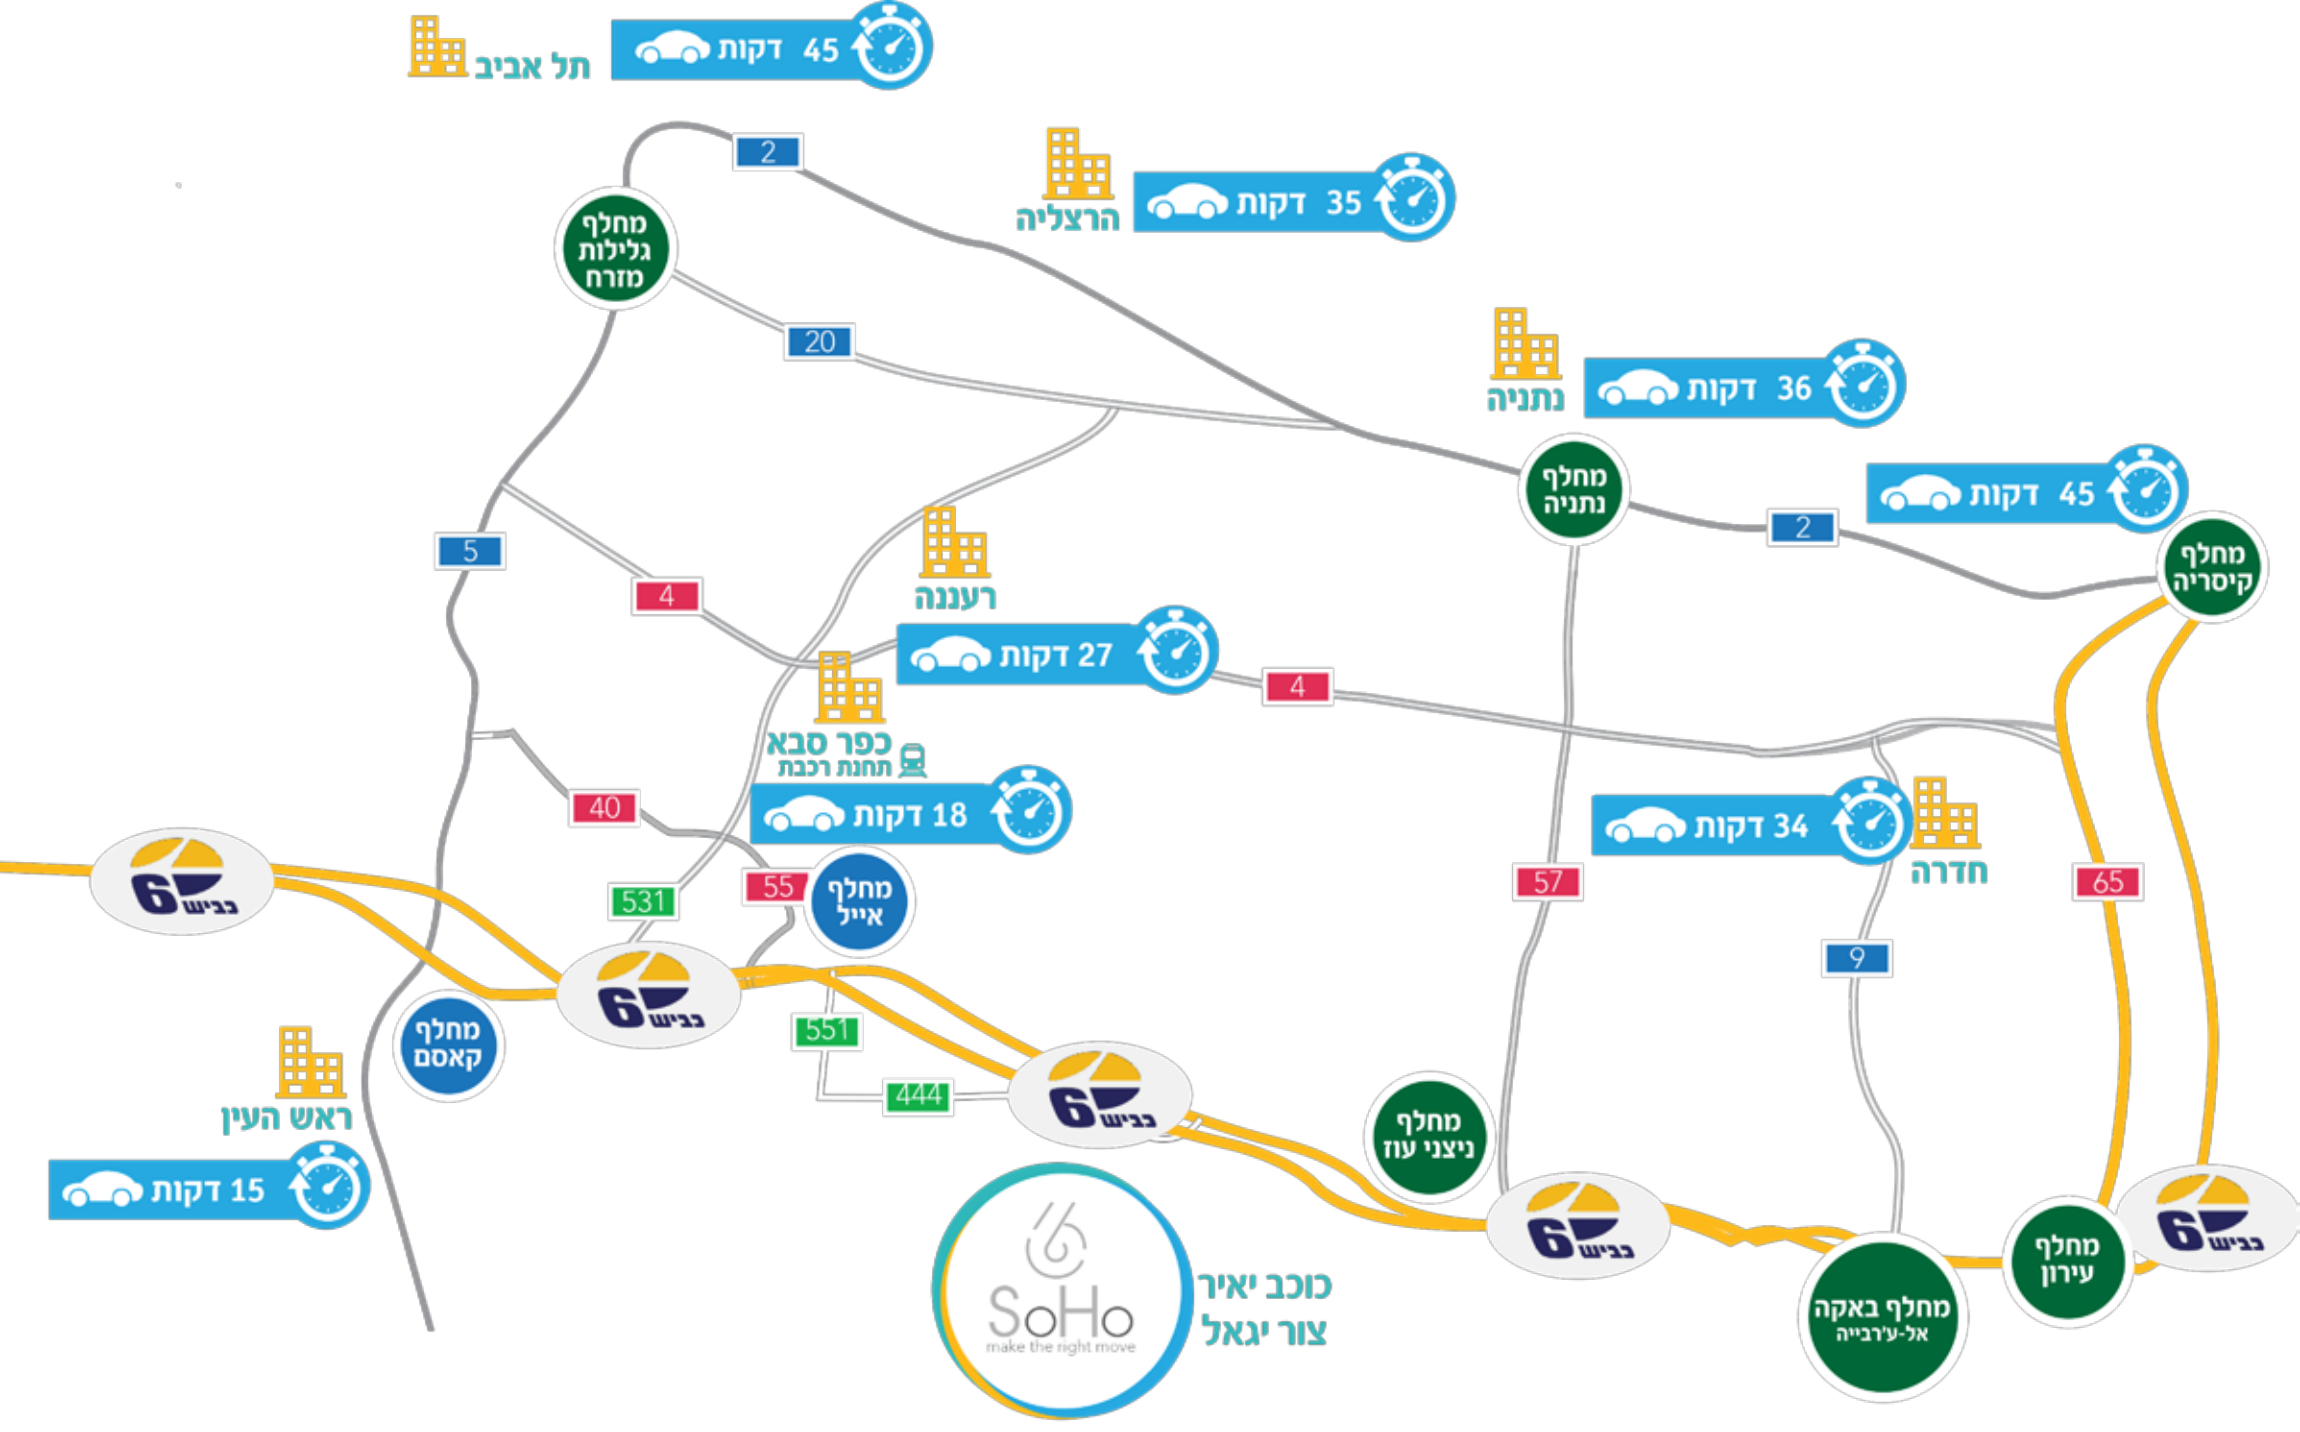 תל אביב
45 דקות
2
הרצליה
35 דקות
מחלף
גלילות
מזרח
20
נתניה
36 דקות
מחלף
נתניה
45 דקות
2
מחלף
קיסריה
5
4
רעננה
27 דקות
4
כפר סבא
תחנת רכבת
18 דקות
40
34 דקות
חדרה
531
55
מחלף
אייל
57
65
9
כביש 6
כביש 6
מחלף
קאסם
551
444
כביש 6
ראש העין
15 דקות
מחלף
ניצני עוז
כביש 6
כביש 6
מחלף
עירון
מחלף באקה
אל-ע'רבייה
SoHo
make the right move
כוכב יאיר
צור יגאל